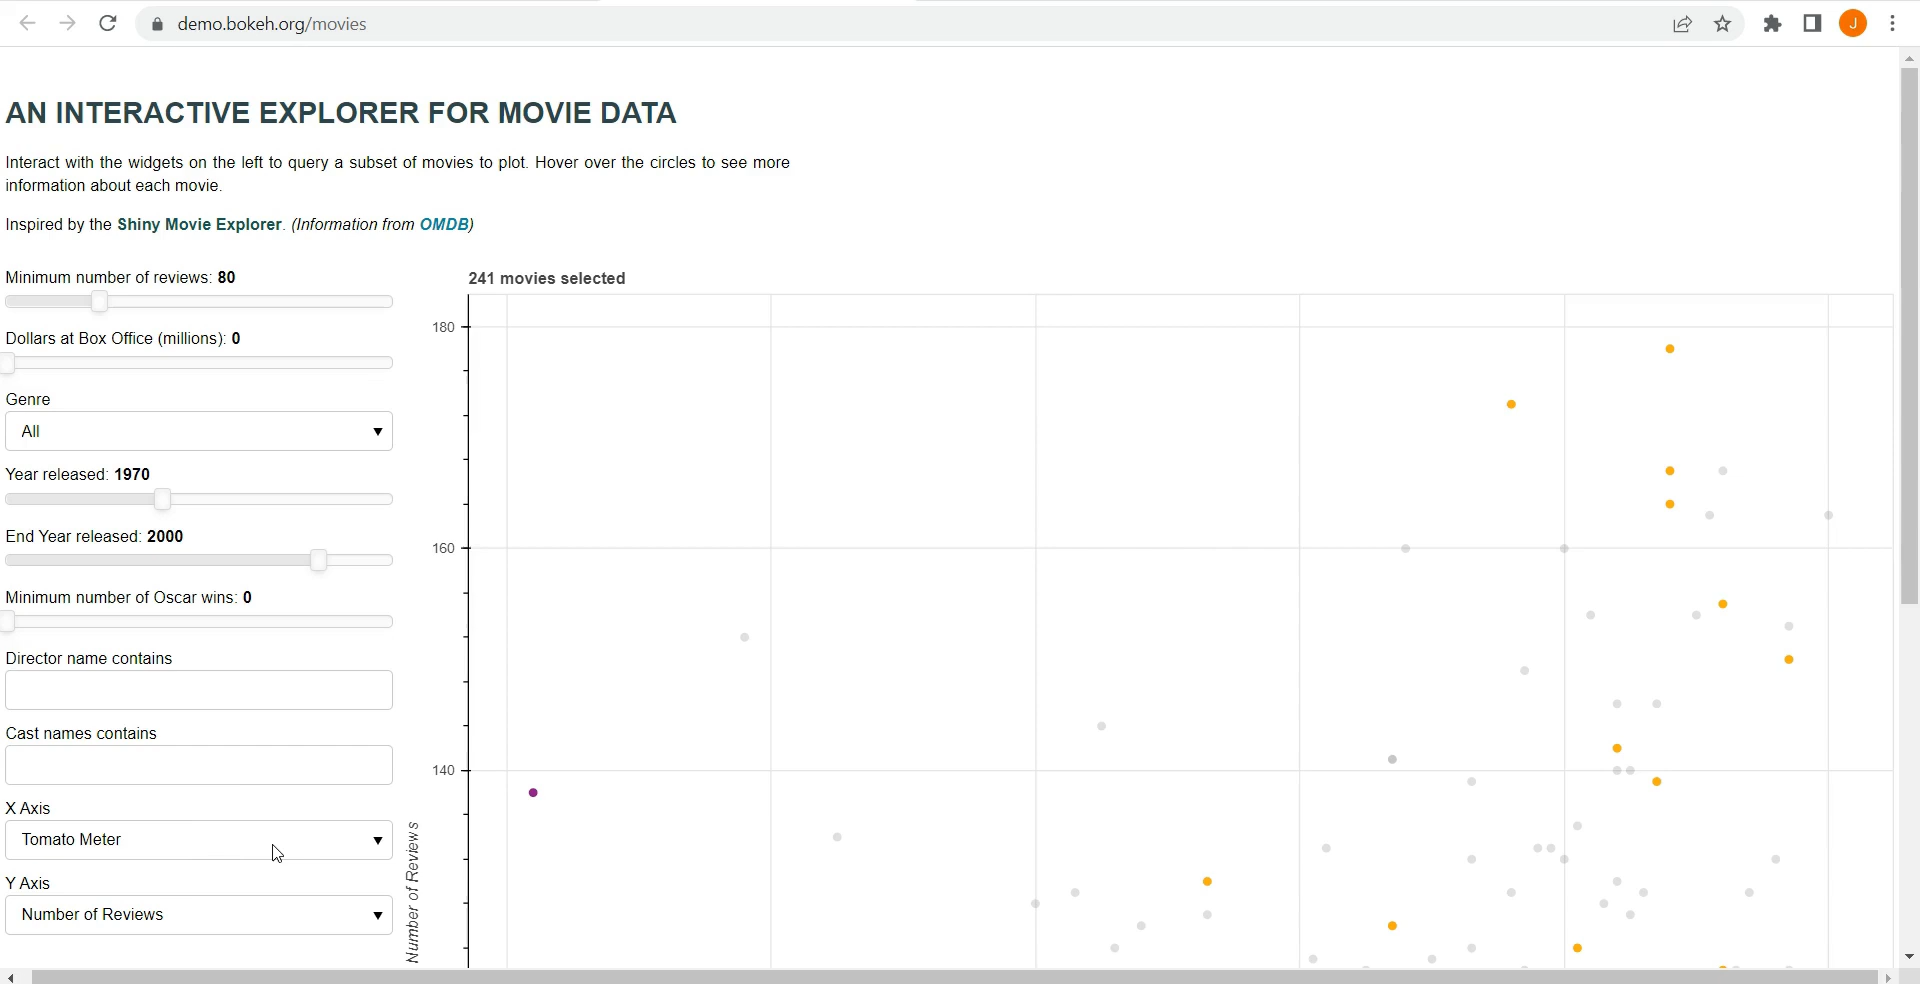 demo.bokeh.org/movies
J
AN INTERACTIVE EXPLORER FOR MOVIE DATA
Interact with the widgets on the left to query a subset of movies to plot. Hover over the circles to see more
information about each movie.
Inspired by the Shiny Movie Explorer. (Information from OMDB)
Minimum number of reviews: 80
Dollars at Box Office (millions): 0
Genre
All
Year released: 1970
End Year released: 2000
Minimum number of Oscar wins: 0
Director name contains
Cast names contains
X Axis
Tomato Meter
Y Axis
Number of Reviews
241 movies selected
180
160
140
Number of Reviews